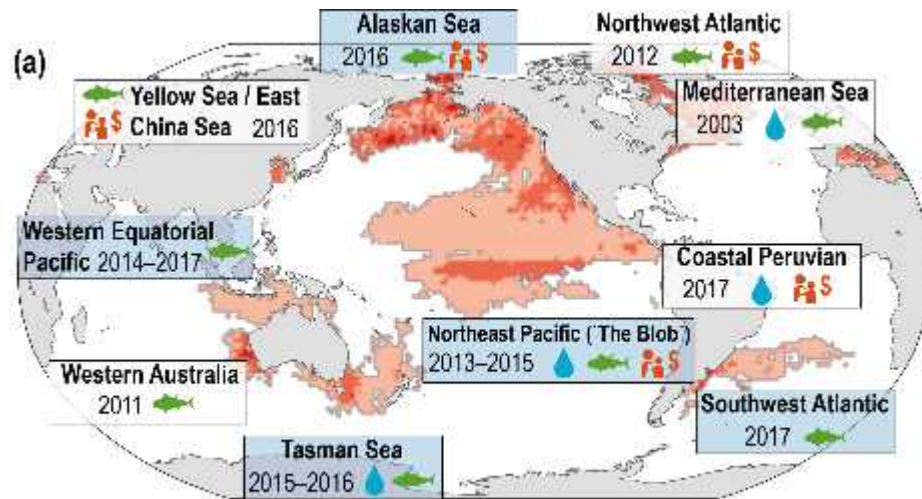 (a)
Alaskan Sea
2016 $
Northwest Atlantic
2012 $
Yellow Sea / East
$ China Sea 2016
Mediterranean Sea
2003
Western Equatorial
Pacific 2014–2017
Coastal Peruvian
2017 $
Northeast Pacific (¨The Blob¨)
2013–2015 $
Western Australia
2011
Southwest Atlantic
2017
Tasman Sea
2015–2016